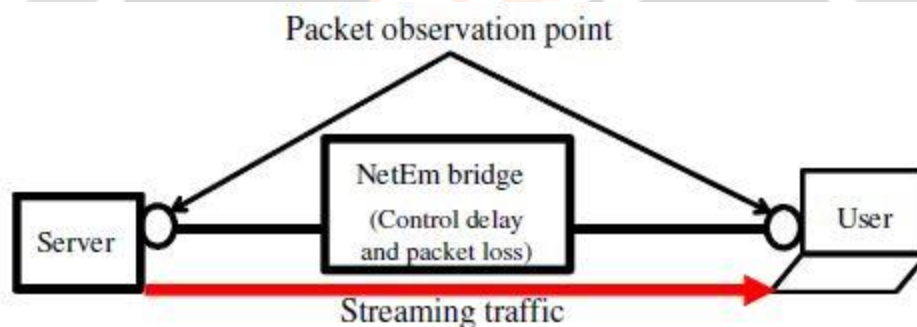 Packet observation point
NetEm bridge
(Control delay
and packet loss)
Server
User
Streaming traffic